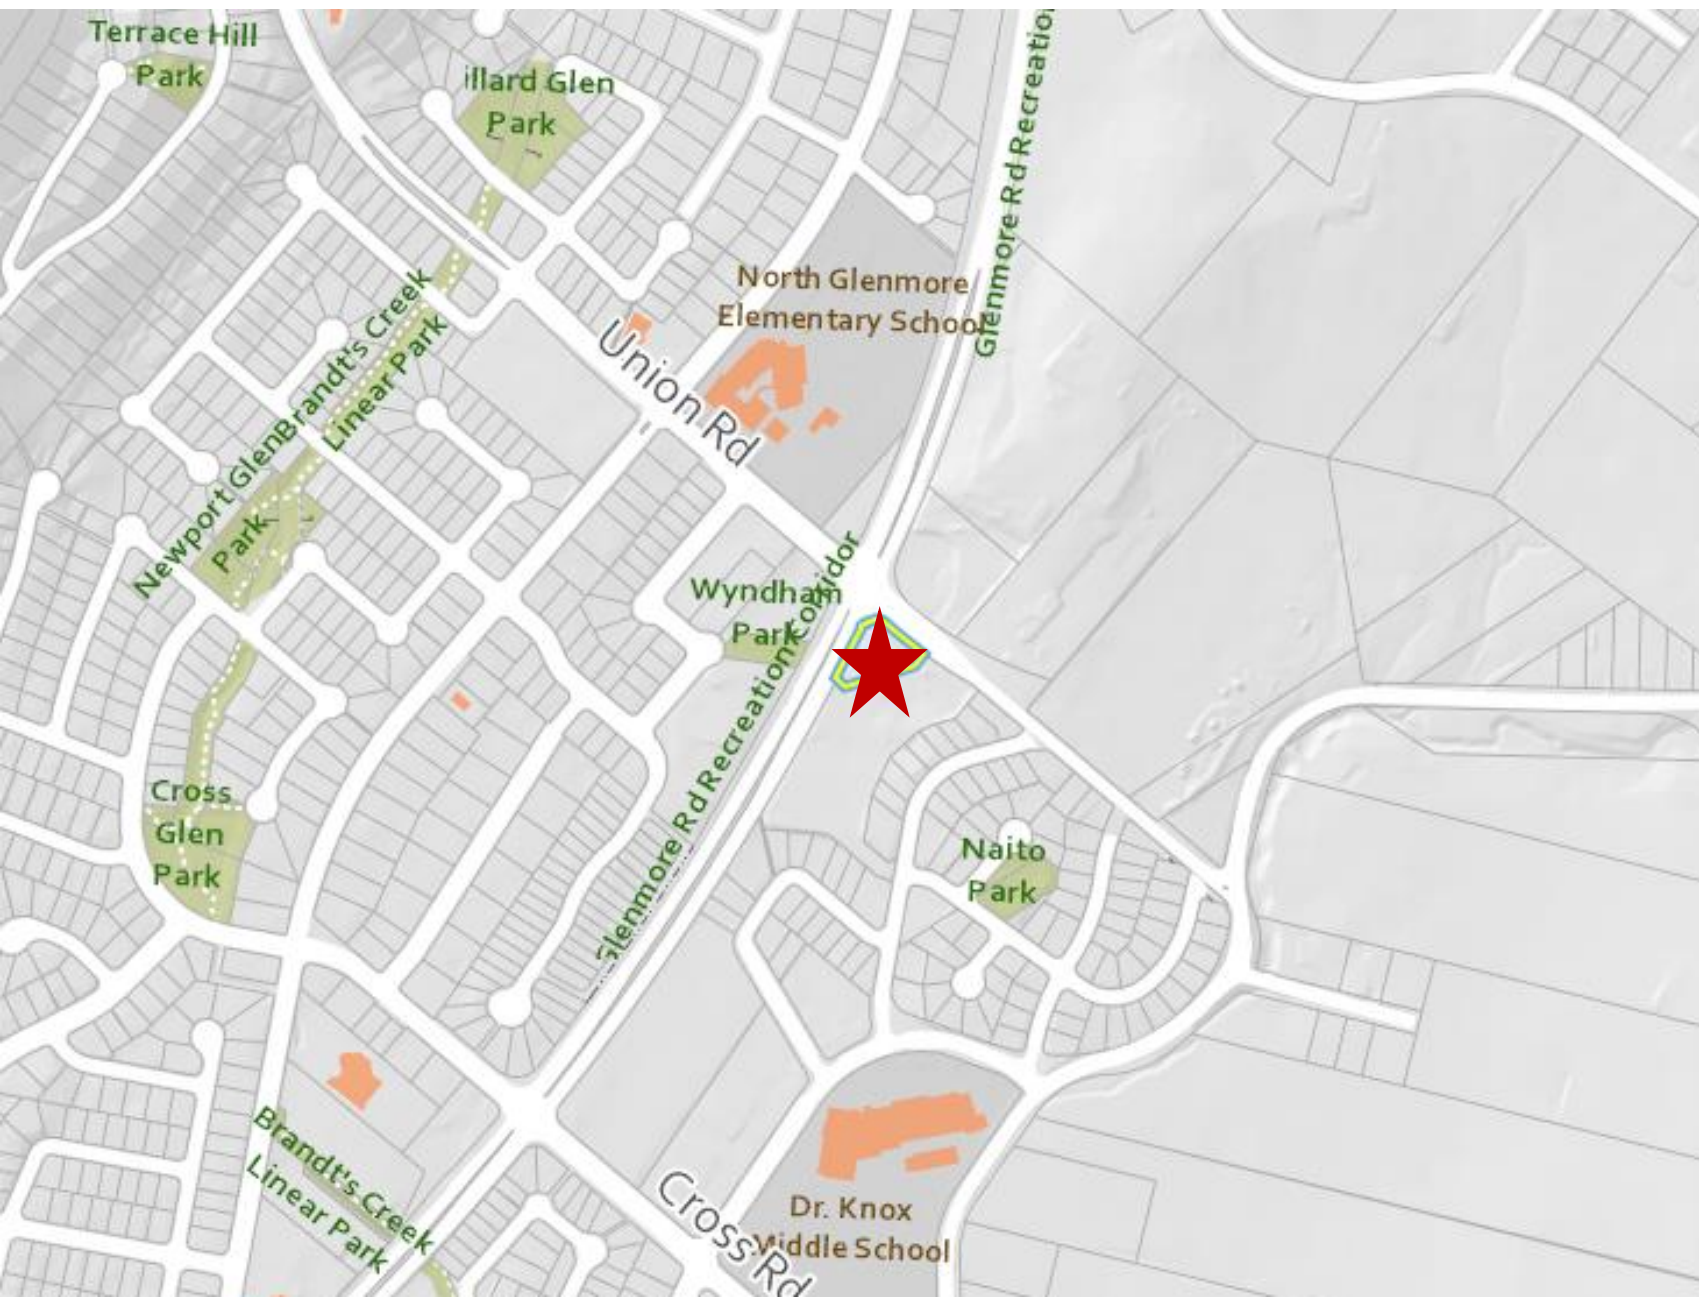 Terrace Hill
Park
illard Glen
Park
Glenmore Rd Recreatio
North Glenmore
Elementary School
Union Rd
Brandt's Creek
Linear Park
Newport Glen
Park
Wyndham
Park
Glenmore Rd Recreation Corridor
Cross
Glen
Park
Naito
Park
Brandt's Creek
Linear Park
Cross Rd
Dr. Knox
Middle School